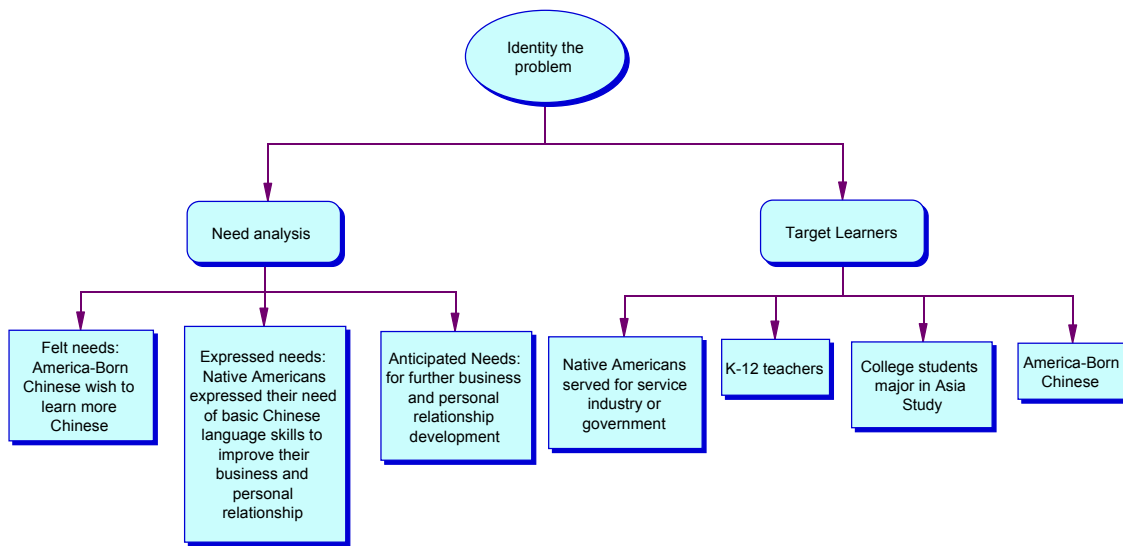 Identity the
problem
Need analysis
Target Learners
Felt needs:
America-Born
Chinese wish to
learn more
Chinese
Expressed needs:
Native Americans
expressed their need
of basic Chinese
language skills to
improve their
business and
personal
relationship
Anticipated Needs:
for further business
and personal
relationship
development
Native Americans
served for service
industry or
government
K-12 teachers
College students
major in Asia
Study
America-Born
Chinese